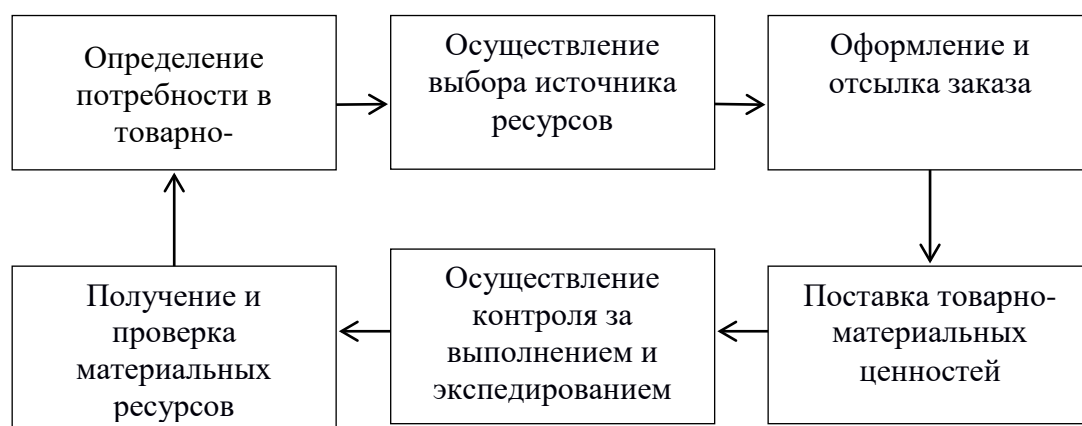 Определение
потребности в
товарно-
Осуществление
выбора источника
ресурсов
Оформление и
отсылка заказа
Поставка товарно-
материальных
ценностей
Осуществление
контроля за
выполнением и
экспедированием
Получение и
проверка
материальных
ресурсов